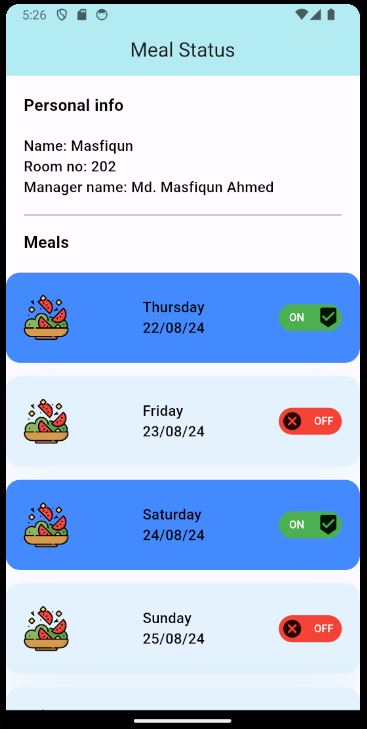 5:26
Meal Status
Personal info
Name: Masfiqun
Room no: 202
Manager name: Md. Masfiqun Ahmed
Meals
Thursday
22/08/24
ON
Friday
23/08/24
OFF
Saturday
24/08/24
ON
Sunday
25/08/24
OFF